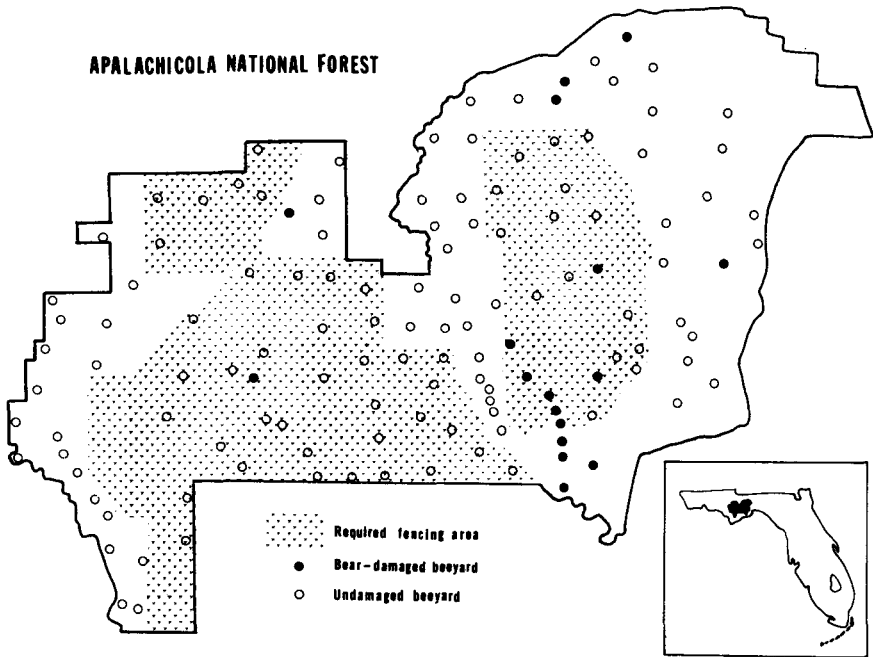 APALACHICOLA NATIONAL FOREST
Required fencing area
Bear-damaged beeyard
Undamaged beeyard